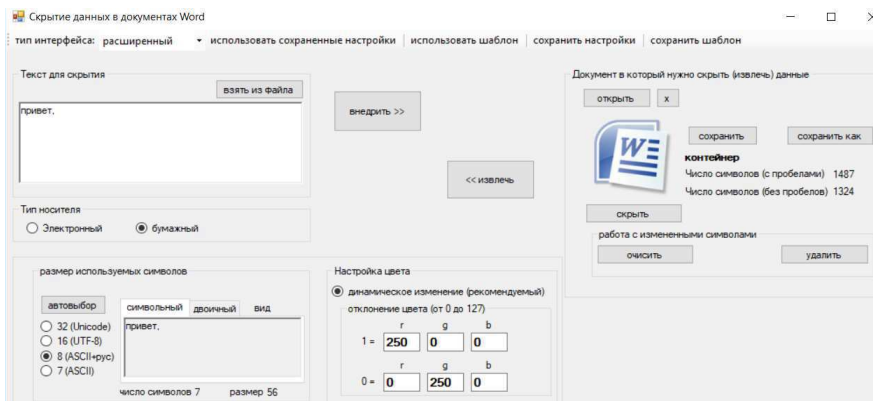 Скрытие данных в документах Word
тип интерфейса: расширенный использовать сохраненные настройки использовать шаблон сохранить настройки сохранить шаблон
Текст для скрытия
взять из файла
привет,
внедрить >>
<< извлечь
Документ в который нужно скрыть (извлечь) данные
открыть x
сохранить сохранить как
контейнер
Число символов (с пробелами) 1487
Число символов (без пробелов) 1324
скрыть
работа с измененными символами
очисить удалить
Тип носителя
Электронный бумажный
размер используемых символов
автовыбор символьный двоичный вид
32 (Unicode)
16 (UTF-8)
8 (ASCII+рус)
7 (ASCII)
привет,
число символов 7 размер 56
Настройка цвета
динамическое изменение (рекомендуемый)
отклонение цвета (от 0 до 127)
r g b
1 = 250 0 0
r g b
0 = 0 250 0